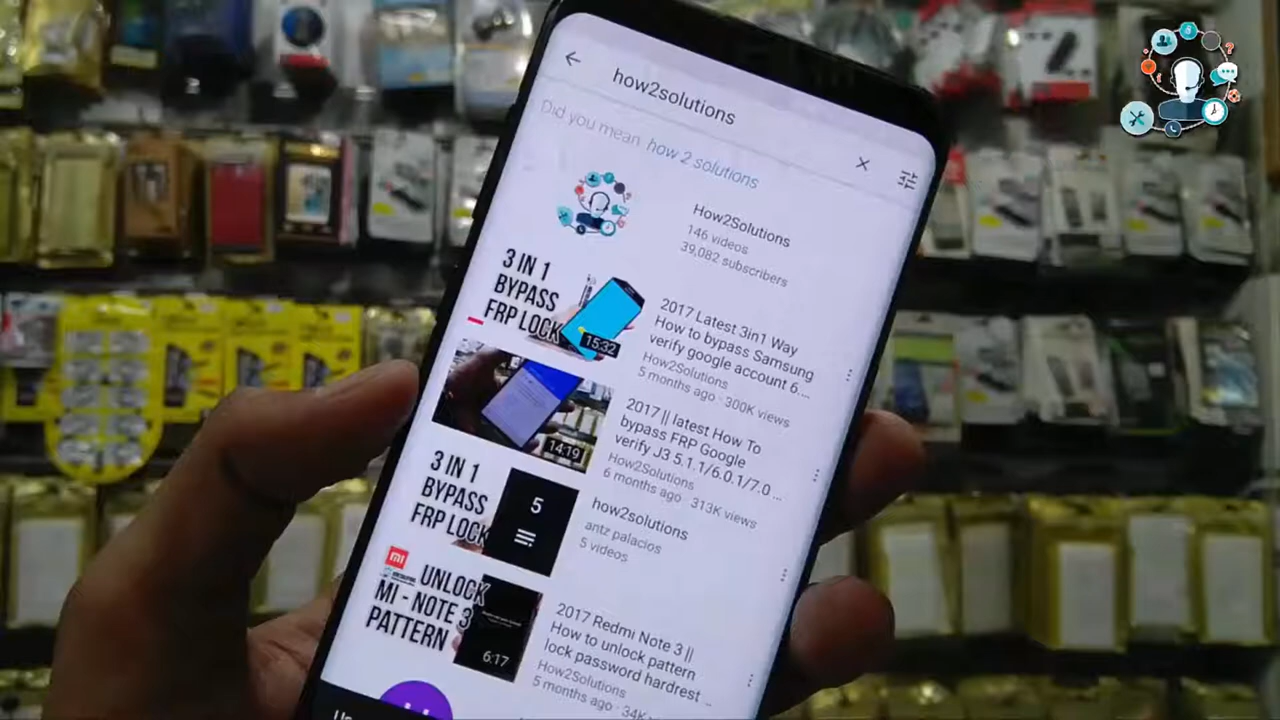 how2solutions
Did you mean how 2 solutions
How2Solutions
146 videos
39,082 subscribers
3 IN 1
BYPASS
FRP LOCK
15:32
2017 Latest 3in1 Way
How to bypass Samsung
verify google account 6....
How2Solutions
5 months ago · 300K views
14:19
2017 || latest How To
bypass FRP Google
verify J3 5.1.1/6.0.1/7.0 ...
How2Solutions
6 months ago · 313K views
3 IN 1
BYPASS
FRP LOCK
5
how2solutions
antz palacios
5 videos
mi
UNLOCK
MI - NOTE 3
PATTERN
6:17
2017 Redmi Note 3 ||
How to unlock pattern
lock password hardrest ...
How2Solutions
5 months ago · 34K